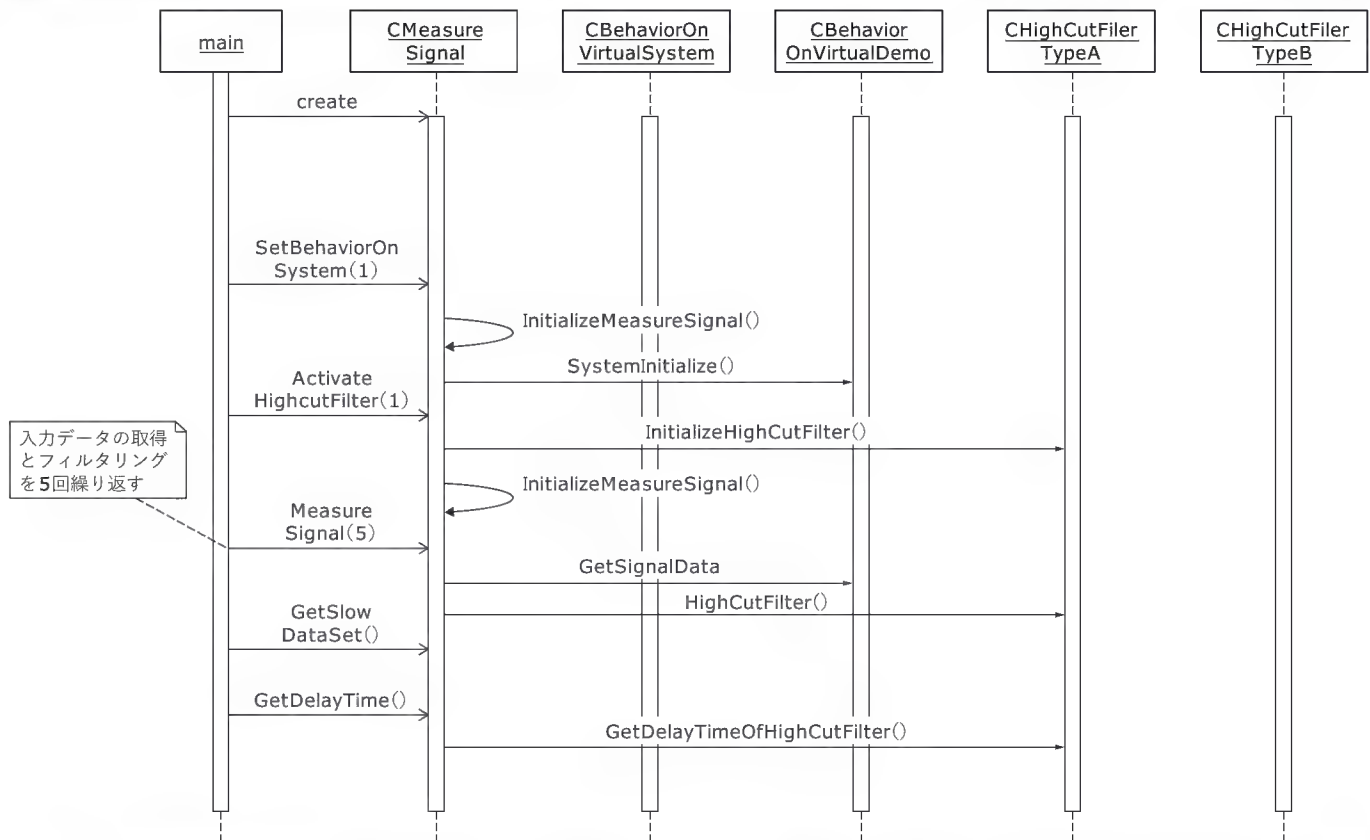 main
CMeasure
Signal
CBehaviorOn
VirtualSystem
CBehavior
OnVirtualDemo
CHighCutFiler
TypeA
CHighCutFiler
TypeB
create
SetBehaviorOn
System(1)
InitializeMeasureSignal()
SystemInitialize()
Activate
HighcutFilter(1)
InitializeHighCutFilter()
入力データの取得
とフィルタリング
を5回繰り返す
InitializeMeasureSignal()
Measure
Signal(5)
GetSignalData
HighCutFilter()
GetSlow
DataSet()
GetDelayTime()
GetDelayTimeOfHighCutFilter()